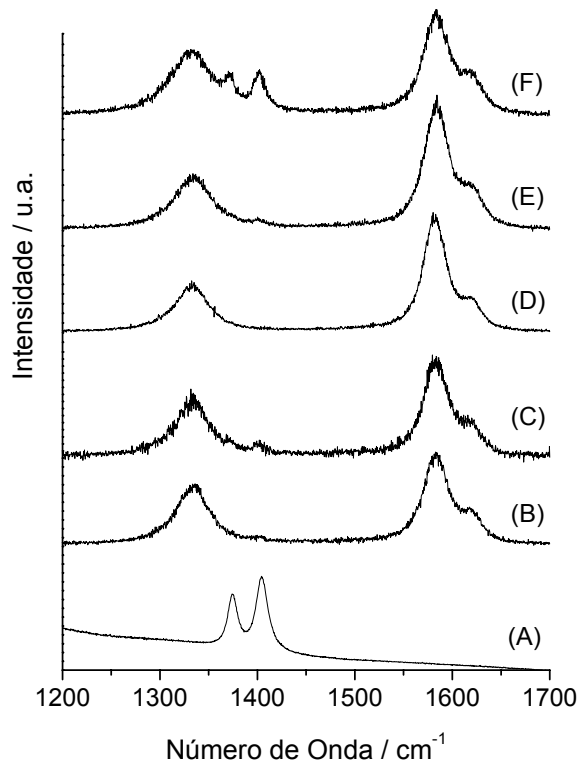 (F)
(E)
(D)
(C)
(B)
(A)
Intensidade / u.a.
1200 1300 1400 1500 1600 1700
Número de Onda / cm⁻¹